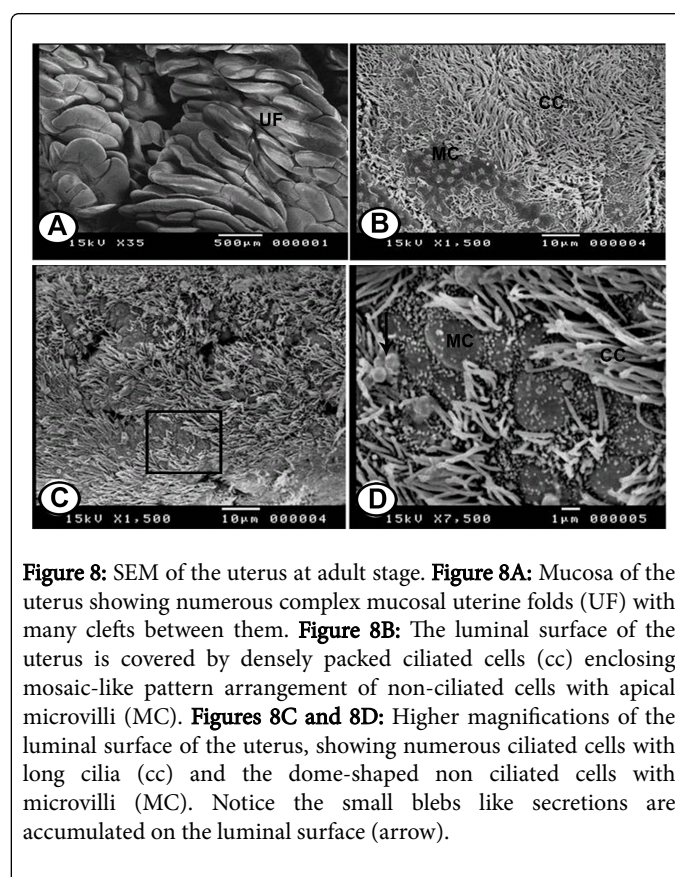 UF
A
15kV X35 500µm 000001
CC
MC
B
15kV X1,500 10µm 000004
C
15kV X1,500 10µm 000004
MC
CC
D
15kV X7,500 1µm 000005
Figure 8: SEM of the uterus at adult stage. Figure 8A: Mucosa of the
uterus showing numerous complex mucosal uterine folds (UF) with
many clefts between them. Figure 8B: The luminal surface of the
uterus is covered by densely packed ciliated cells (cc) enclosing
mosaic-like pattern arrangement of non-ciliated cells with apical
microvilli (MC). Figures 8C and 8D: Higher magnifications of the
luminal surface of the uterus, showing numerous ciliated cells with
long cilia (cc) and the dome-shaped non ciliated cells with
microvilli (MC). Notice the small blebs like secretions are
accumulated on the luminal surface (arrow).